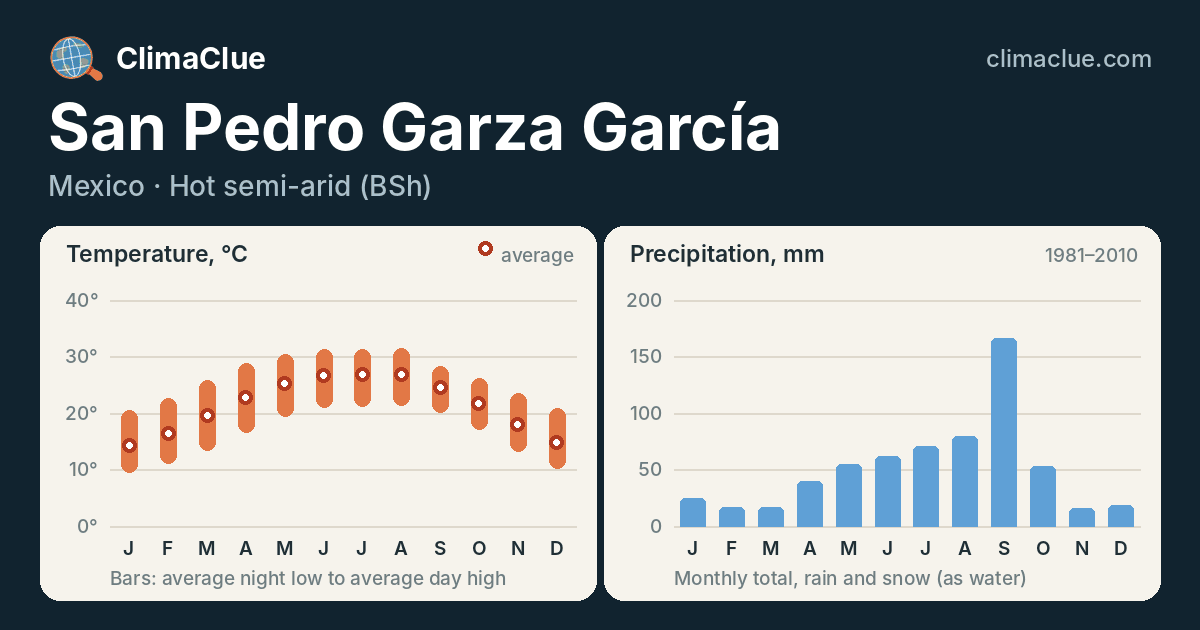 ClimaClue
climaclue.com
San Pedro Garza García
Mexico · Hot semi-arid (BSh)
Temperature, °C
average
40°
30°
20°
10°
0°
J F M A M J J A S O N D
Bars: average night low to average day high
Precipitation, mm
1981–2010
200
150
100
50
0
J F M A M J J A S O N D
Monthly total, rain and snow (as water)